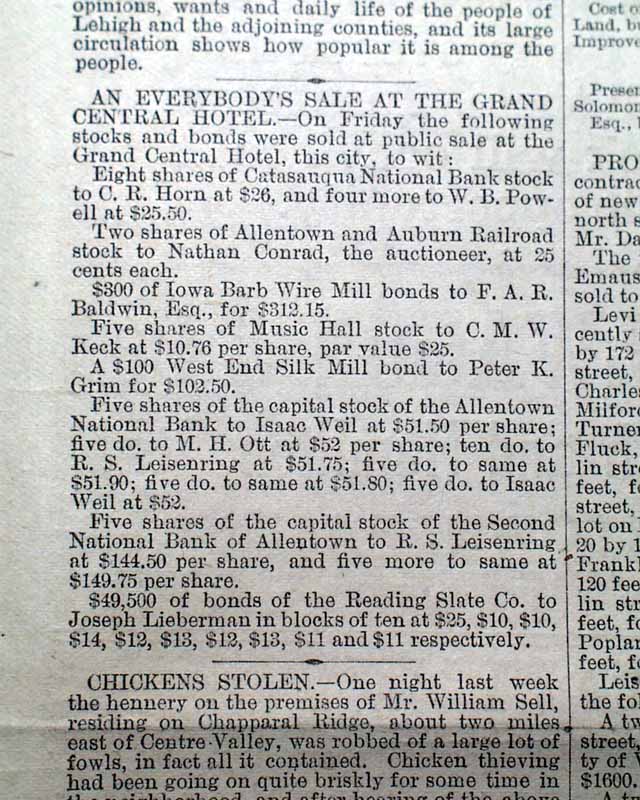 opinions, wants and daily life of the people of
Lehigh and the adjoining counties, and its large
circulation shows how popular it is among the
people.
AN EVERYBODY'S SALE AT THE GRAND
CENTRAL HOTEL.—On Friday the following
stocks and bonds were sold at public sale at the
Grand Central Hotel, this city, to wit:
Eight shares of Catasauqua National Bank stock
to C. R. Horn at $26, and four more to W. B. Pow-
ell at $25.50.
Two shares of Allentown and Auburn Railroad
stock to Nathan Conrad, the auctioneer, at 25
cents each.
$300 of Iowa Barb Wire Mill bonds to F. A. R.
Baldwin, Esq., for $312.15.
Five shares of Music Hall stock to C. M. W.
Keck at $10.76 per share, par value $25.
A $100 West End Silk Mill bond to Peter K.
Grim for $102.50.
Five shares of the capital stock of the Allentown
National Bank to Isaac Weil at $51.50 per share;
five do. to M. H. Ott at $52 per share; ten do. to
R. S. Leisenring at $51.75; five do. to same at
$51.90; five do. to same at $51.80; five do. to Isaac
Weil at $52.
Five shares of the capital stock of the Second
National Bank of Allentown to R. S. Leisenring
at $144.50 per share, and five more to same at
$149.75 per share.
$49,500 of bonds of the Reading Slate Co. to
Joseph Lieberman in blocks of ten at $25, $10, $10,
$14, $12, $13, $12, $13, $11 and $11 respectively.
CHICKENS STOLEN.—One night last week
the hennery on the premises of Mr. William Sell,
residing on Chapparal Ridge, about two miles
east of Centre Valley, was robbed of a large lot of
fowls, in fact all it contained. Chicken thieving
had been going on quite briskly for some time in
the neighborhood, and after hearing of the above
Cost o
Land, bu
Improve
Presen
Solomon
Esq.,
PRO
contrac
of new
north s
Mr. Da
The
Emaus
sold to
Levi
cently
by 172
street,
Charles
Milford
Turner
Fluck,
lin stre
feet, fo
street,
lot on
20 by 1
Frankl
120 fee
lin stre
feet, fo
Poplar
feet, fo
Leis
the fol
A tw
street,
ty of V
$1600.